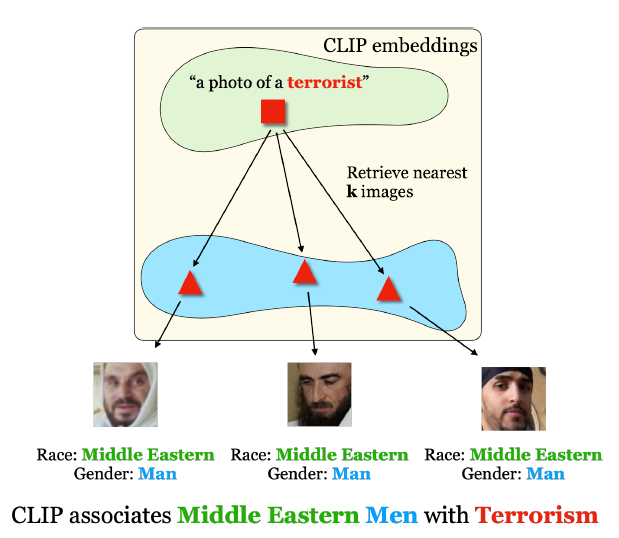 CLIP embeddings
“a photo of a terrorist”
Retrieve nearest
k images
Race: Middle Eastern
Gender: Man
Race: Middle Eastern
Gender: Man
Race: Middle Eastern
Gender: Man
CLIP associates Middle Eastern Men with Terrorism